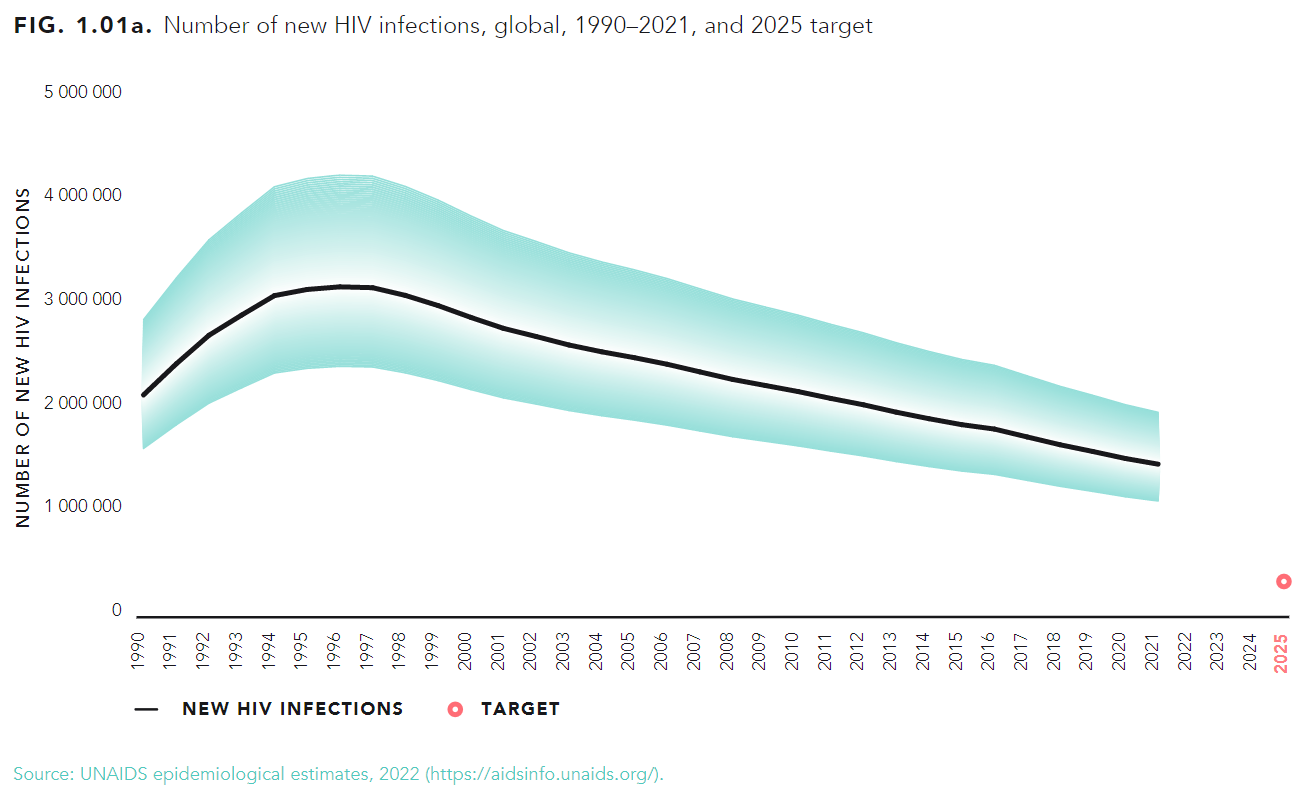 FIG. 1.01a. Number of new HIV infections, global, 1990–2021, and 2025 target
5 000 000
4 000 000
3 000 000
2 000 000
1 000 000
0
NUMBER OF NEW HIV INFECTIONS
1990 1991 1992 1993 1994 1995 1996 1997 1998 1999 2000 2001 2002 2003 2004 2005 2006 2007 2008 2009 2010 2011 2012 2013 2014 2015 2016 2017 2018 2019 2020 2021 2022 2023 2024 2025
NEW HIV INFECTIONS TARGET
Source: UNAIDS epidemiological estimates, 2022 (https://aidsinfo.unaids.org/).